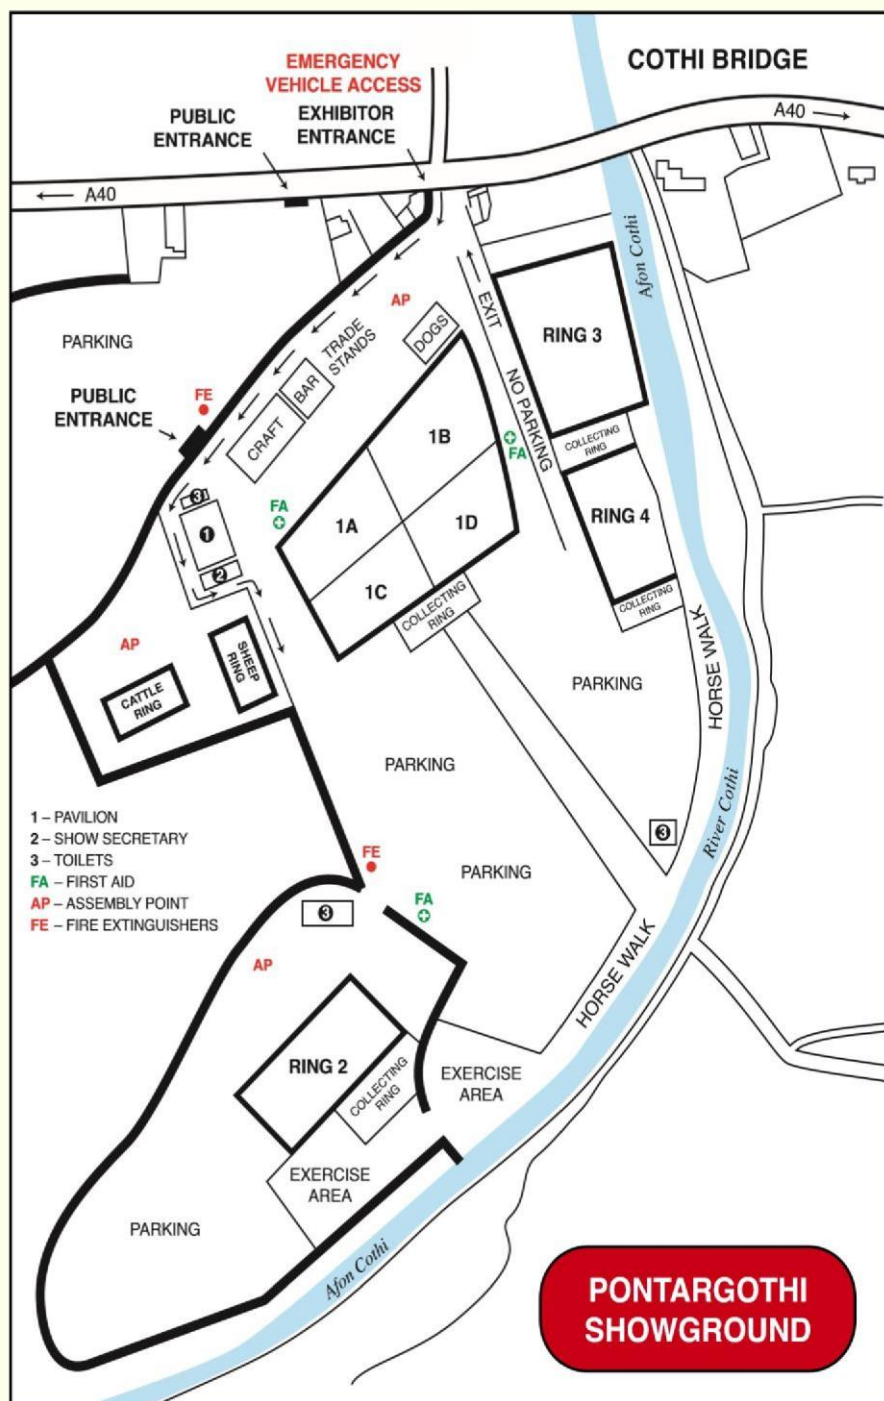 EMERGENCY
VEHICLE ACCESS
COTHI BRIDGE
PUBLIC
ENTRANCE
EXHIBITOR
ENTRANCE
A40
A40
Afon Cothi
PARKING
AP
TRADE
STANDS
DOGS
EXIT
NO PARKING
RING 3
PUBLIC
ENTRANCE
FE
BAR
CRAFT
1B
FA
COLLECTING
RING
3
1
2
FA
1A
1D
1C
RING 4
COLLECTING
RING
COLLECTING
RING
AP
SHEEP
RING
CATTLE
RING
HORSE WALK
PARKING
PARKING
River Cothi
3
1 – PAVILION
2 – SHOW SECRETARY
3 – TOILETS
FA – FIRST AID
AP – ASSEMBLY POINT
FE – FIRE EXTINGUISHERS
FE
PARKING
FA
3
AP
HORSE WALK
RING 2
COLLECTING
RING
EXERCISE
AREA
EXERCISE
AREA
PARKING
Afon Cothi
PONTARGOTHI
SHOWGROUND